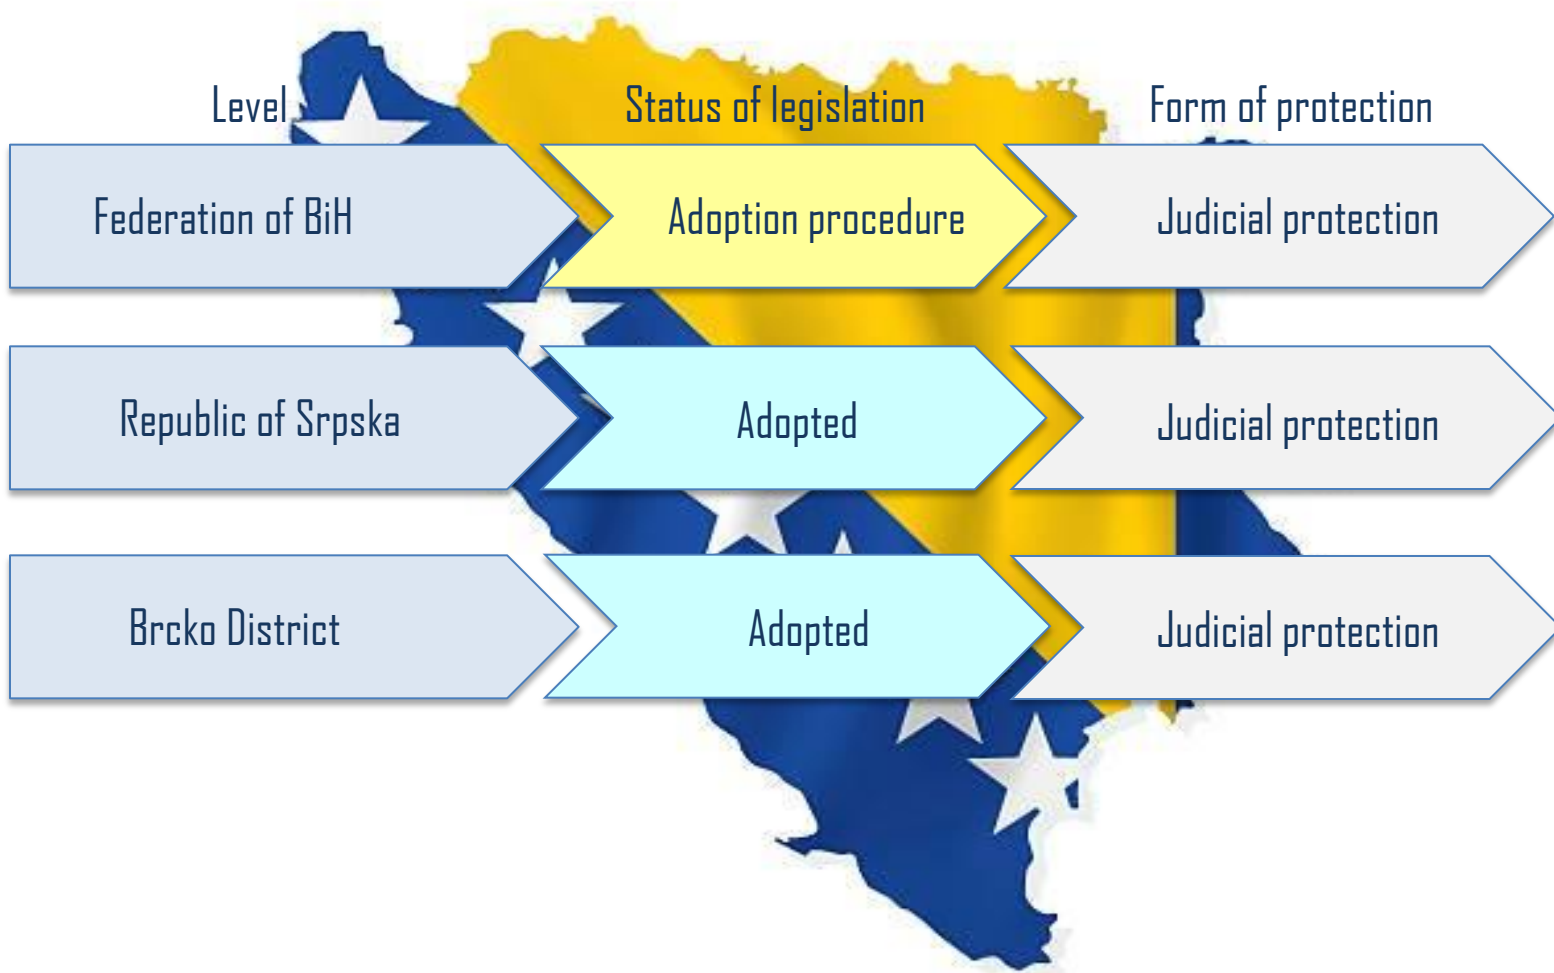 Level
Status of legislation
Form of protection
Federation of BiH
Adoption procedure
Judicial protection
Republic of Srpska
Adopted
Judicial protection
Brcko District
Adopted
Judicial protection